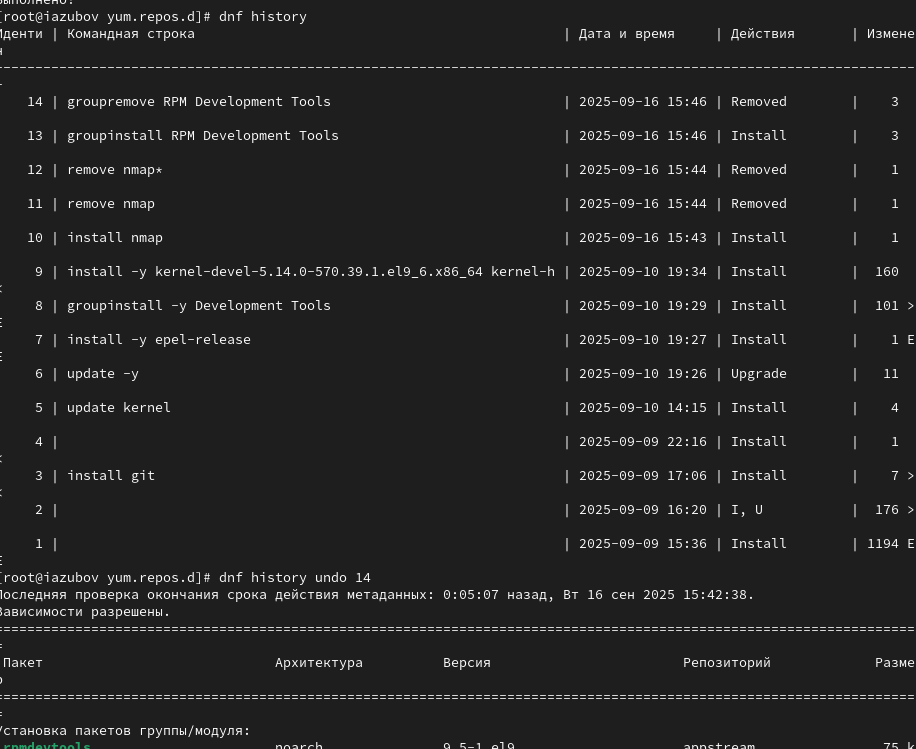 [root@iazubov yum.repos.d]# dnf history
Иденти | Командная строка | Дата и время | Действия | Измене
н
14 | groupremove RPM Development Tools | 2025-09-16 15:46 | Removed | 3
13 | groupinstall RPM Development Tools | 2025-09-16 15:46 | Install | 3
12 | remove nmap* | 2025-09-16 15:44 | Removed | 1
11 | remove nmap | 2025-09-16 15:44 | Removed | 1
10 | install nmap | 2025-09-16 15:43 | Install | 1
9 | install -y kernel-devel-5.14.0-570.39.1.el9_6.x86_64 kernel-h | 2025-09-10 19:34 | Install | 160
<
8 | groupinstall -y Development Tools | 2025-09-10 19:29 | Install | 101 >
E
7 | install -y epel-release | 2025-09-10 19:27 | Install | 1 E
E
6 | update -y | 2025-09-10 19:26 | Upgrade | 11
5 | update kernel | 2025-09-10 14:15 | Install | 4
4 | | 2025-09-09 22:16 | Install | 1
<
3 | install git | 2025-09-09 17:06 | Install | 7 >
<
2 | | 2025-09-09 16:20 | I, U | 176 >
1 | | 2025-09-09 15:36 | Install | 1194 E
E
[root@iazubov yum.repos.d]# dnf history undo 14
Последняя проверка окончания срока действия метаданных: 0:05:07 назад, Вт 16 сен 2025 15:42:38.
Зависимости разрешены.
Пакет Архитектура Версия Репозиторий Разме
р
Установка пакетов группы/модуля:
rpmdevtools noarch 9.5-1.el9 appstream 75 k